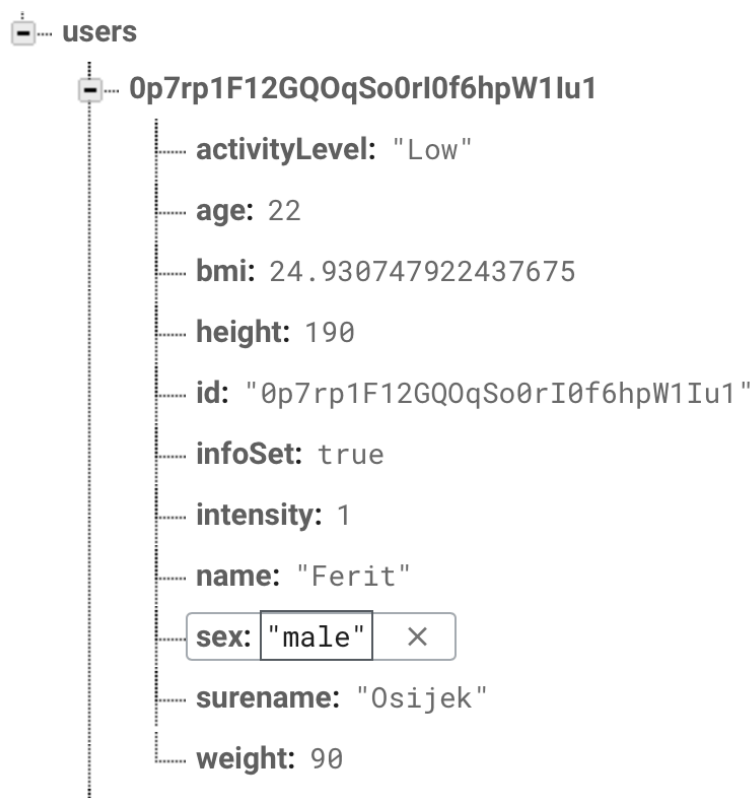 users
0p7rp1F12GQOqSo0rI0f6hpW1Iu1
activityLevel: "Low"
age: 22
bmi: 24.930747922437675
height: 190
id: "0p7rp1F12GQOqSo0rI0f6hpW1Iu1"
infoSet: true
intensity: 1
name: "Ferit"
sex: "male" ×
surename: "Osijek"
weight: 90